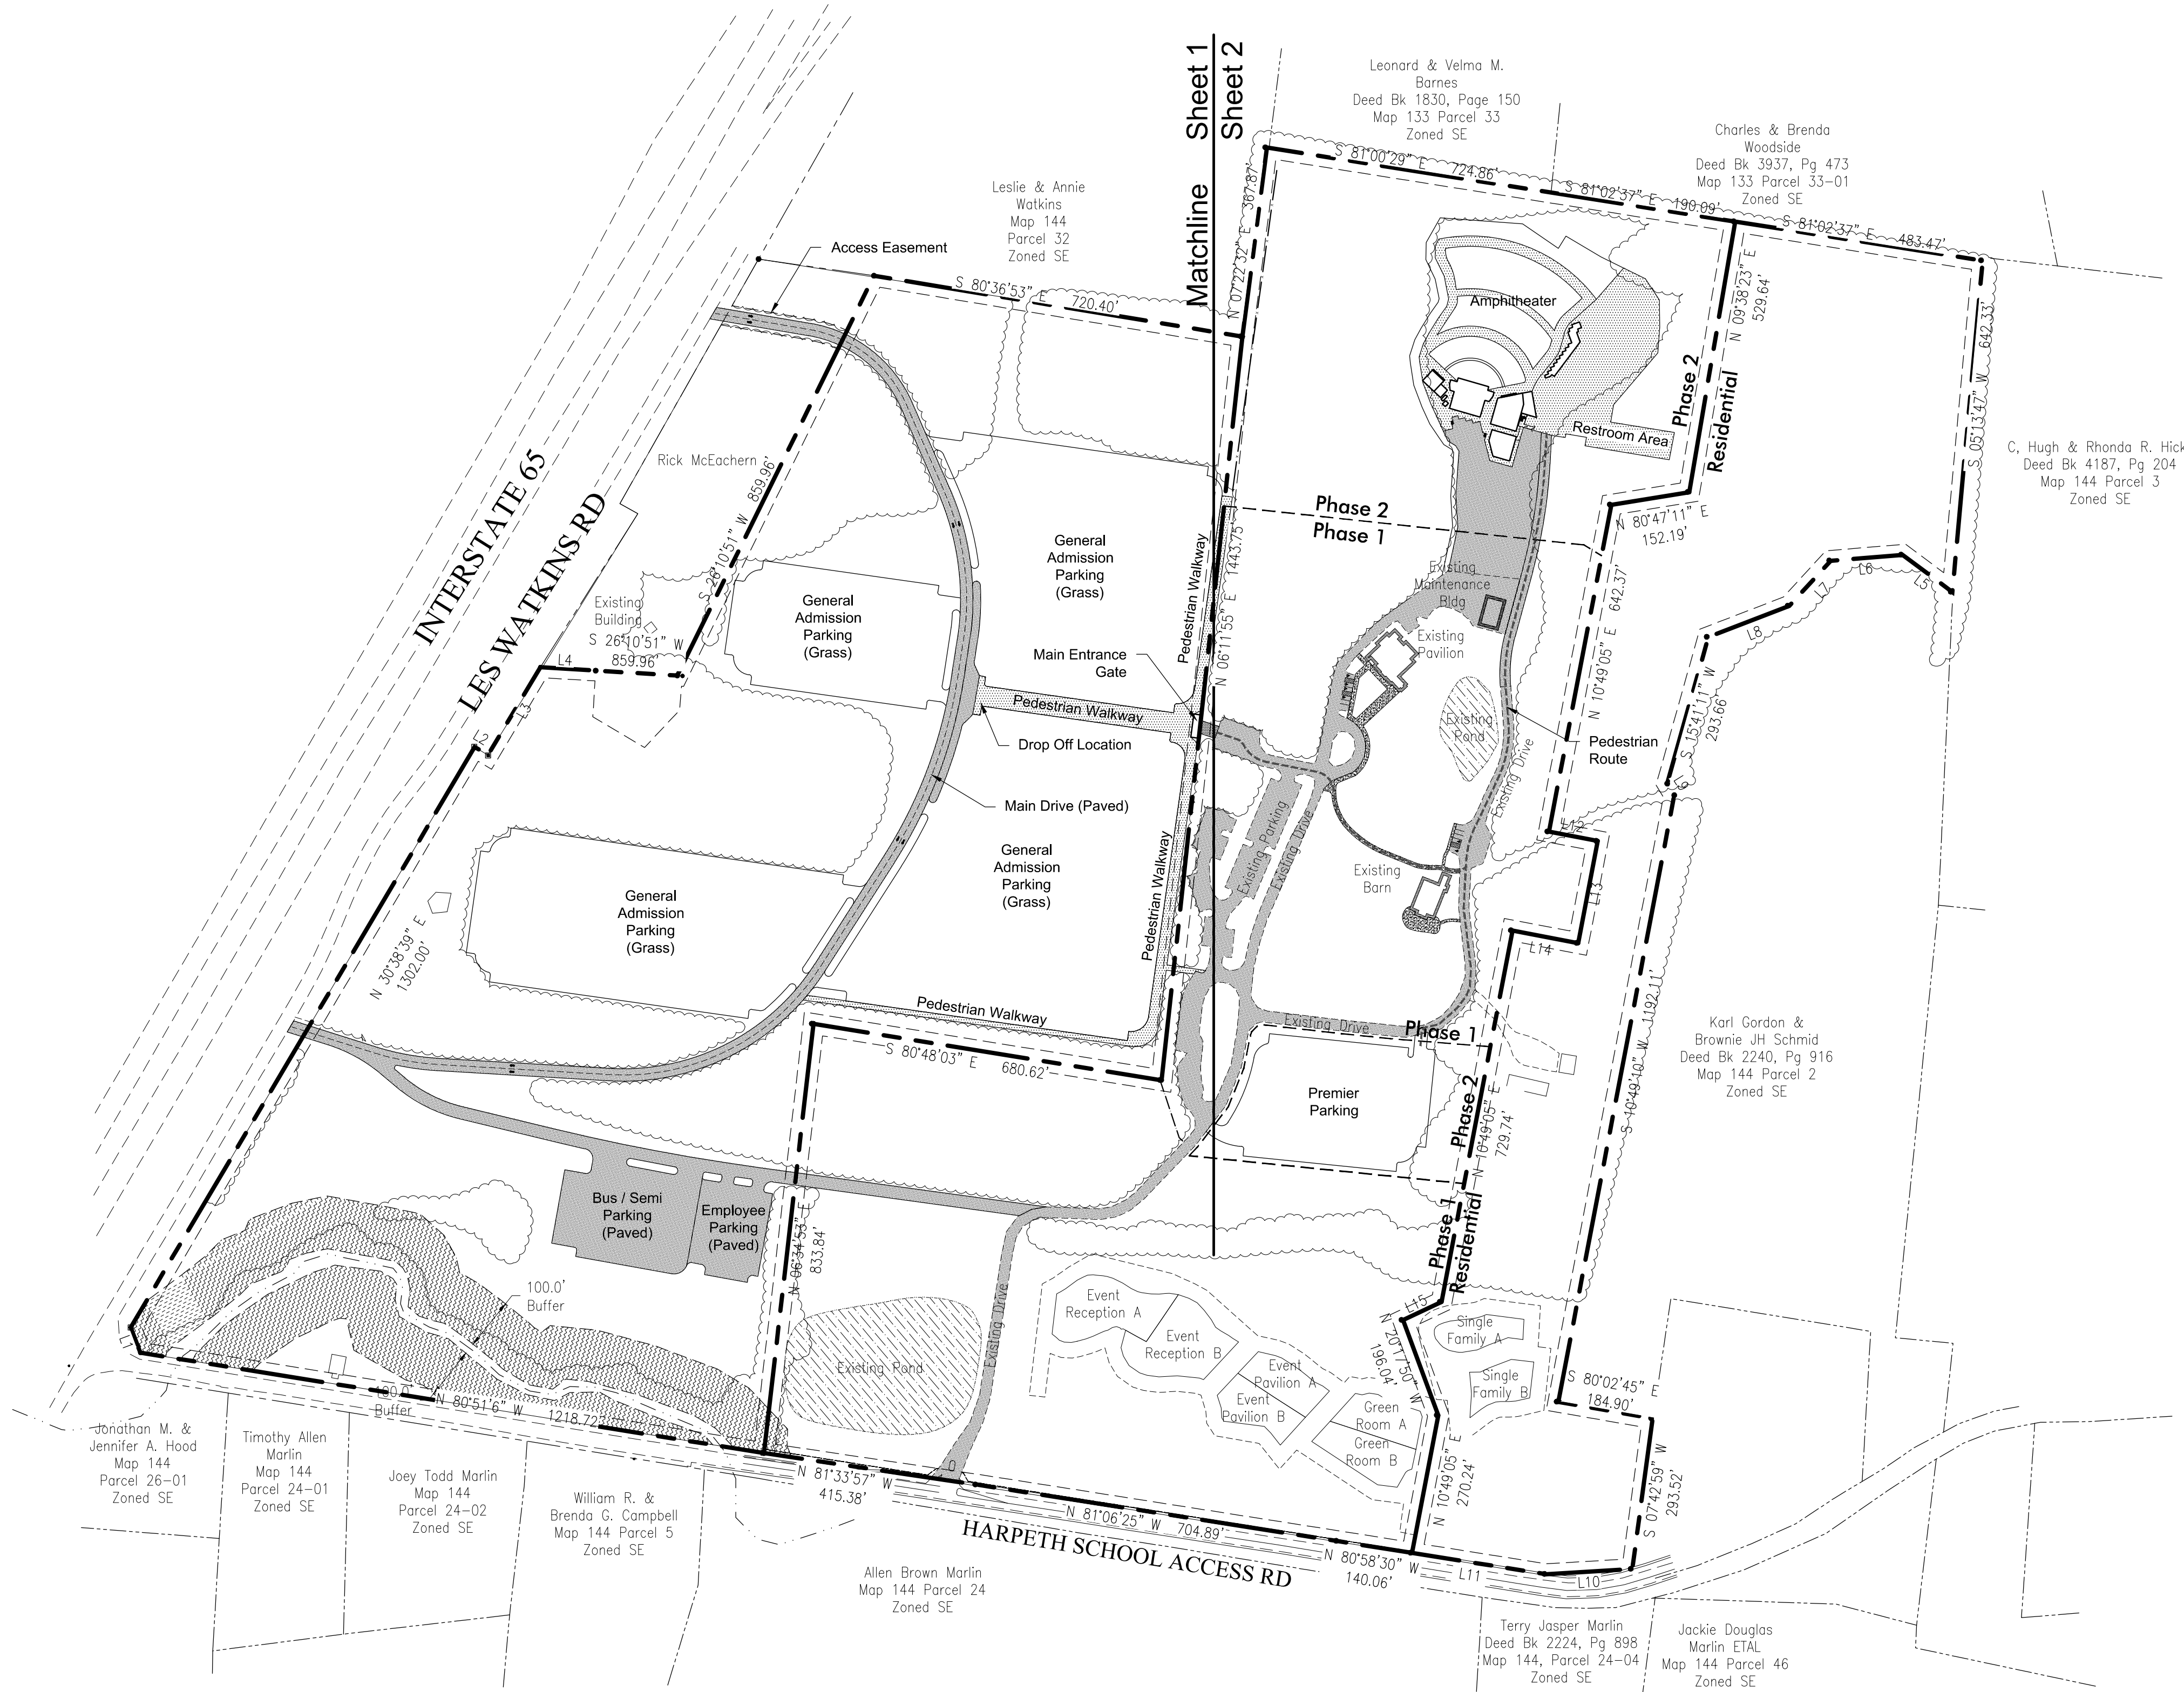 Matchline
Sheet 1
Sheet 2
Leonard & Velma M.
Barnes
Deed Bk 1830, Page 150
Map 133 Parcel 33
Zoned SE
Charles & Brenda
Woodside
Deed Bk 3937, Pg 473
Map 133 Parcel 33-01
Zoned SE
Leslie & Annie
Watkins
Map 144
Parcel 32
Zoned SE
Access Easement
S 81°00'29" E 724.86'
S 81°02'37" E 190.09'
S 81°02'37" E 483.47'
N 07°22'32" E 367.87'
S 80°36'53" E 720.40'
N 09°38'23" E
529.64'
S 05°13'47" W 642.33'
Amphitheater
Restroom Area
Phase 2
Residential
C, Hugh & Rhonda R. Hick
Deed Bk 4187, Pg 204
Map 144 Parcel 3
Zoned SE
INTERSTATE 65
LES WATKINS RD
Rick McEachern
S 26°10'51" W 859.96'
Existing
Building
S 26°10'51" W
859.96'
L4
L3
L2
General
Admission
Parking
(Grass)
General
Admission
Parking
(Grass)
Phase 2
Phase 1
N 80°47'11" E
152.19'
Pedestrian Walkway
N 06°11'55" E 1443.75'
Main Entrance
Gate
Pedestrian Walkway
Drop Off Location
Main Drive (Paved)
Existing
Maintenance
Bldg
Existing
Pavilion
Existing
Pond
Pedestrian
Route
Existing Drive
N 10°49'05" E 642.37'
L5
L6
L7
L8
S 15°41'11" W
293.66'
L9
L12
L13
L14
General
Admission
Parking
(Grass)
General
Admission
Parking
(Grass)
Pedestrian Walkway
Existing Parking
Existing Drive
Existing
Barn
N 30°38'39" E
1302.00'
Pedestrian Walkway
S 80°48'03" E 680.62'
Existing Drive
Phase 1
Phase 2
N 10°49'05" E
729.74'
Premier
Parking
S 10°49'10" W 1192.11'
Karl Gordon &
Brownie JH Schmid
Deed Bk 2240, Pg 916
Map 144 Parcel 2
Zoned SE
Bus / Semi
Parking
(Paved)
Employee
Parking
(Paved)
N 06°34'53" E
833.84'
Phase 1
Residential
100.0'
Buffer
100.0'
Buffer
L1
Existing Pond
Existing Drive
Event
Reception A
Event
Reception B
Event
Pavilion A
Event
Pavilion B
Green
Room A
Green
Room B
L15
N 20°17'50" W
196.04'
Single
Family A
Single
Family B
S 80°02'45" E
184.90'
N 10°49'05" E
270.24'
S 07°42'59" W
293.52'
N 80°51'6" W 1218.72'
N 81°33'57" W
415.38'
N 81°06'25" W 704.89'
N 80°58'30" W
140.06'
L11
L10
HARPETH SCHOOL ACCESS RD
Jonathan M. &
Jennifer A. Hood
Map 144
Parcel 26-01
Zoned SE
Timothy Allen
Marlin
Map 144
Parcel 24-01
Zoned SE
Joey Todd Marlin
Map 144
Parcel 24-02
Zoned SE
William R. &
Brenda G. Campbell
Map 144 Parcel 5
Zoned SE
Allen Brown Marlin
Map 144 Parcel 24
Zoned SE
Terry Jasper Marlin
Deed Bk 2224, Pg 898
Map 144, Parcel 24-04
Zoned SE
Jackie Douglas
Marlin ETAL
Map 144 Parcel 46
Zoned SE